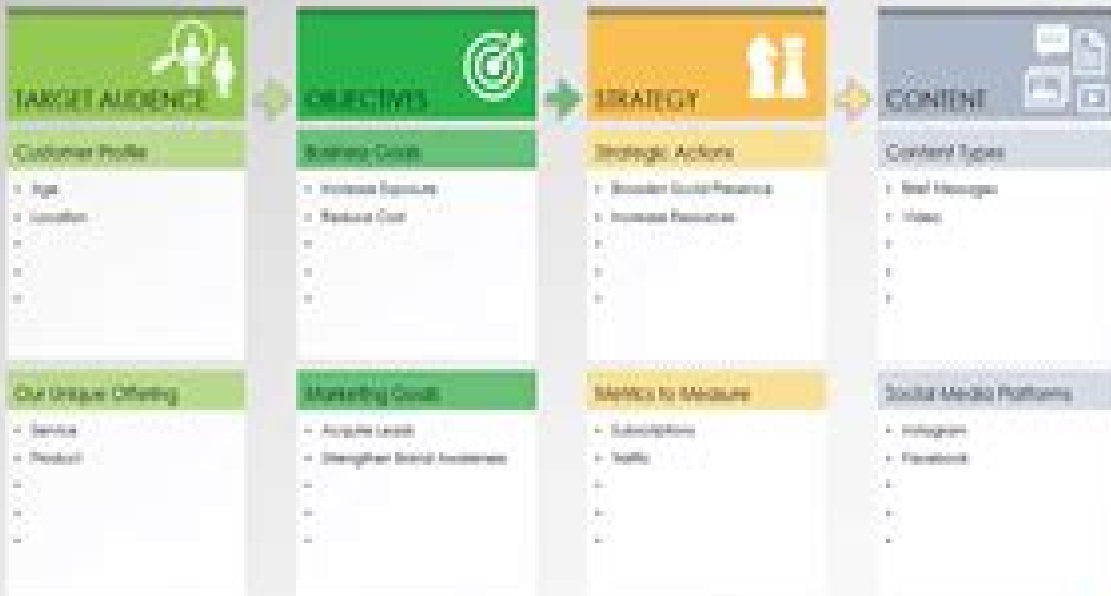 TARGET AUDIENCE
Customer Profile
Age
Location
Our Unique Offering
Service
Product
OBJECTIVES
Business Goals
Increase Exposure
Reduce Cost
Marketing Goals
Acquire Leads
Strengthen Brand Awareness
STRATEGY
Strategic Actions
Broaden Social Presence
Increase Resources
Metrics to Measure
Subscriptions
Traffic
CONTENT
Content Types
Brief Messages
Video
Social Media Platforms
Instagram
Facebook